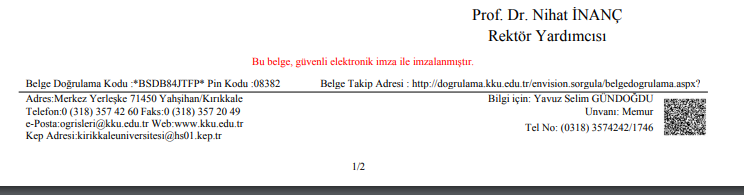 Prof. Dr. Nihat İNANÇ
Rektör Yardımcısı
Bu belge, güvenli elektronik imza ile imzalanmıştır.
Belge Doğrulama Kodu :*BSDB84JTFP* Pin Kodu :08382 Belge Takip Adresi : http://dogrulama.kku.edu.tr/envision.sorgula/belgedogrulama.aspx?
Adres:Merkez Yerleşke 71450 Yahşihan/Kırıkkale Bilgi için: Yavuz Selim GÜNDOĞDU
Telefon:0 (318) 357 42 60 Faks:0 (318) 357 20 49 Unvanı: Memur
e-Posta:ogrisleri@kku.edu.tr Web:www.kku.edu.tr Tel No: (0318) 3574242/1746
Kep Adresi:kirikkaleuniversitesi@hs01.kep.tr
1/2